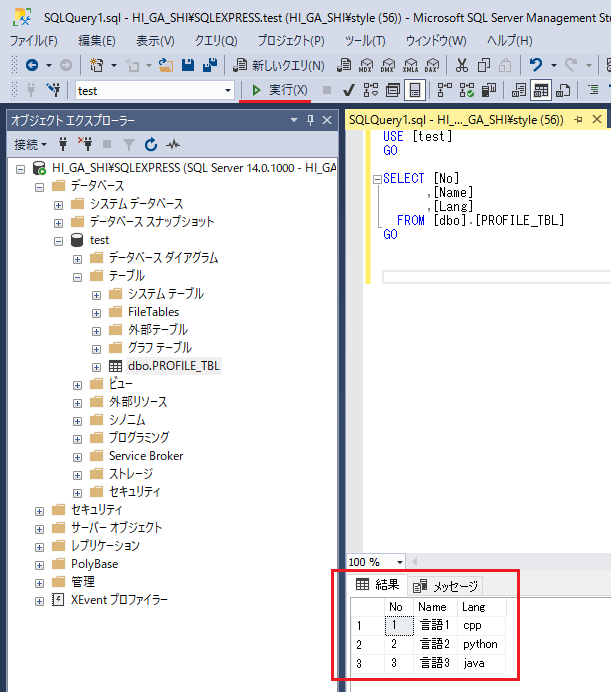 SQLQuery1.sql - HI_GA_SHI¥SQLEXPRESS.test (HI_GA_SHI¥style (56)) - Microsoft SQL Server Management Stu
ファイル(F) 編集(E) 表示(V) クエリ(Q) プロジェクト(P) ツール(T) ウィンドウ(W) ヘルプ(H)
新しいクエリ(N) MDX DMX XMLA DAX
test 実行(X)
オブジェクト エクスプローラー
接続
HI_GA_SHI¥SQLEXPRESS (SQL Server 14.0.1000 - HI_GA
データベース
システム データベース
データベース スナップショット
test
データベース ダイアグラム
テーブル
システム テーブル
FileTables
外部テーブル
グラフ テーブル
dbo.PROFILE_TBL
ビュー
外部リソース
シノニム
プログラミング
Service Broker
ストレージ
セキュリティ
セキュリティ
サーバー オブジェクト
レプリケーション
PolyBase
管理
XEvent プロファイラー
SQLQuery1.sql - HI_..._GA_SHI¥style (56))
USE [test]
GO
SELECT [No]
,[Name]
,[Lang]
FROM [dbo].[PROFILE_TBL]
GO
100 %
結果 メッセージ
No Name Lang
1 1 言語1 cpp
2 2 言語2 python
3 3 言語3 java